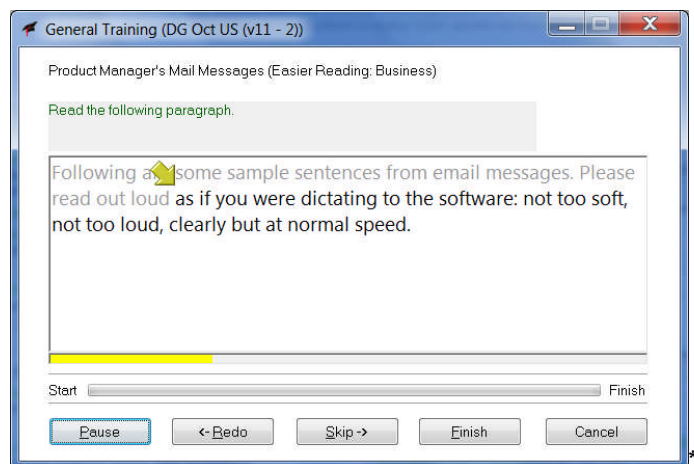 General Training (DG Oct US (v11 - 2))
Product Manager's Mail Messages (Easier Reading: Business)
Read the following paragraph.
Following a some sample sentences from email messages. Please
read out loud as if you were dictating to the software: not too soft,
not too loud, clearly but at normal speed.
Start Finish
Pause <-Redo Skip-> Finish Cancel